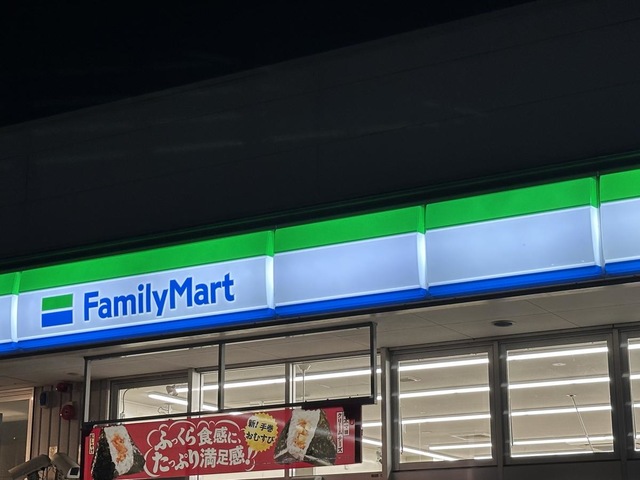 FamilyMart
ふっくら食感に、
たっぷり満足感!
新!手巻
おむすび